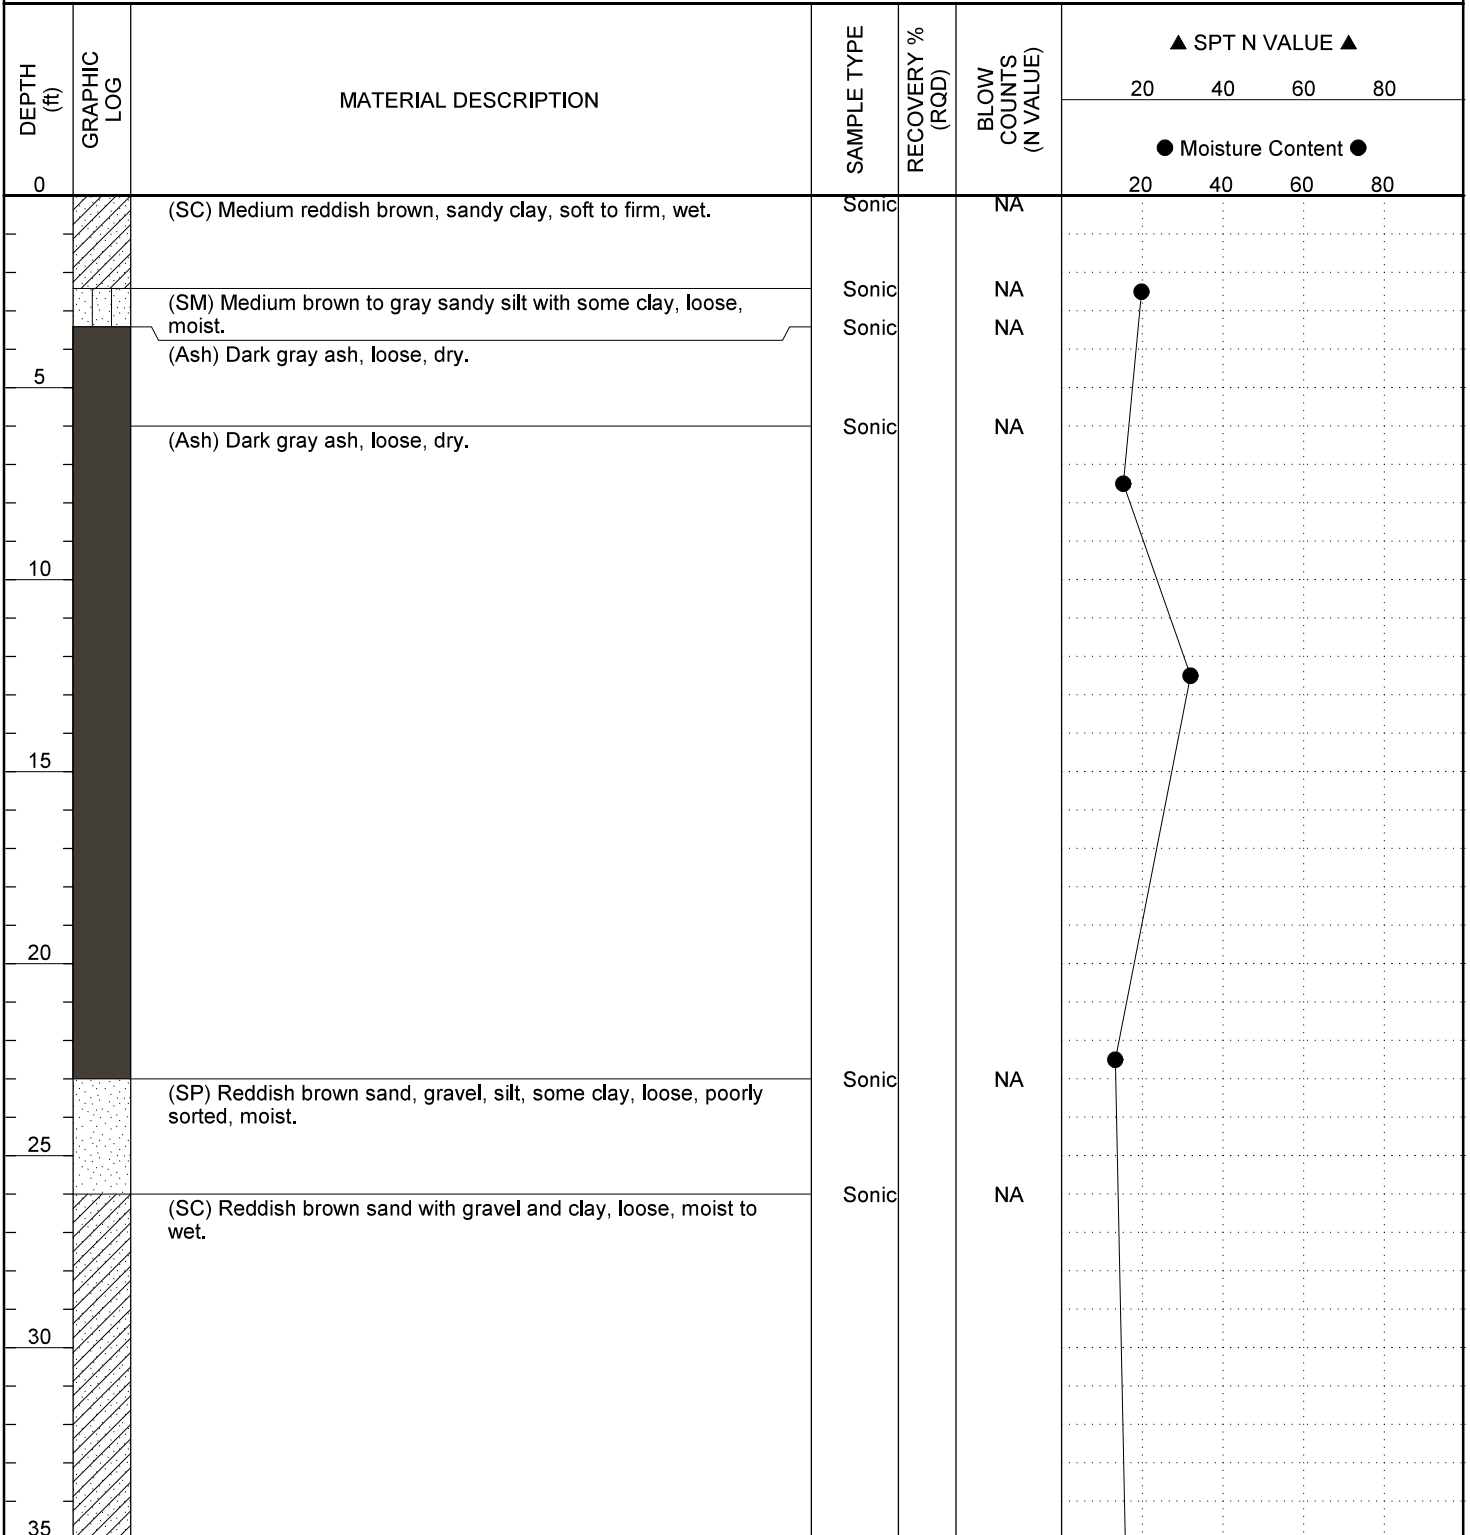 DEPTH
(ft)
GRAPHIC
LOG
MATERIAL DESCRIPTION
SAMPLE TYPE
RECOVERY %
(RQD)
BLOW
COUNTS
(N VALUE)
▲ SPT N VALUE ▲
20 40 60 80
● Moisture Content ●
20 40 60 80
0
(SC) Medium reddish brown, sandy clay, soft to firm, wet.
Sonic
NA
(SM) Medium brown to gray sandy silt with some clay, loose,
moist.
Sonic
NA
(Ash) Dark gray ash, loose, dry.
Sonic
NA
5
(Ash) Dark gray ash, loose, dry.
Sonic
NA
10
15
20
(SP) Reddish brown sand, gravel, silt, some clay, loose, poorly
sorted, moist.
Sonic
NA
25
(SC) Reddish brown sand with gravel and clay, loose, moist to
wet.
Sonic
NA
30
35